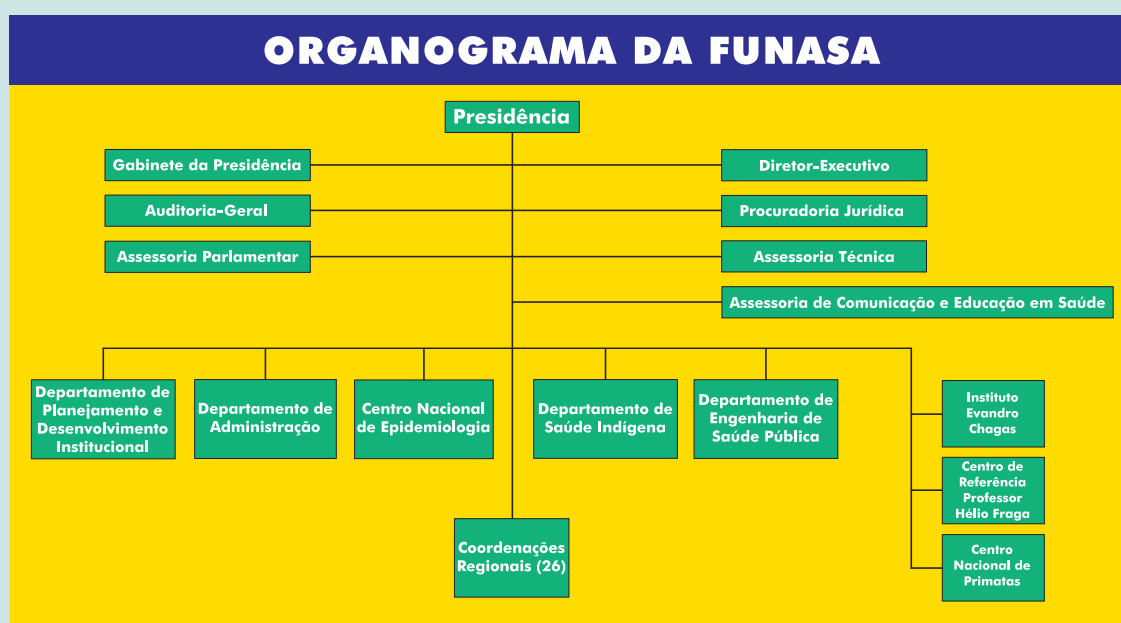 ORGANOGRAMA DA FUNASA
Presidência
Gabinete da Presidência
Diretor-Executivo
Auditoria-Geral
Procuradoria Jurídica
Assessoria Parlamentar
Assessoria Técnica
Assessoria de Comunicação e Educação em Saúde
Departamento de
Planejamento e
Desenvolvimento
Institucional
Departamento de
Administração
Centro Nacional
de Epidemiologia
Departamento de
Saúde Indígena
Departamento de
Engenharia de
Saúde Pública
Instituto
Evandro
Chagas
Centro de
Referência
Professor
Hélio Fraga
Centro
Nacional de
Primatas
Coordenações
Regionais (26)